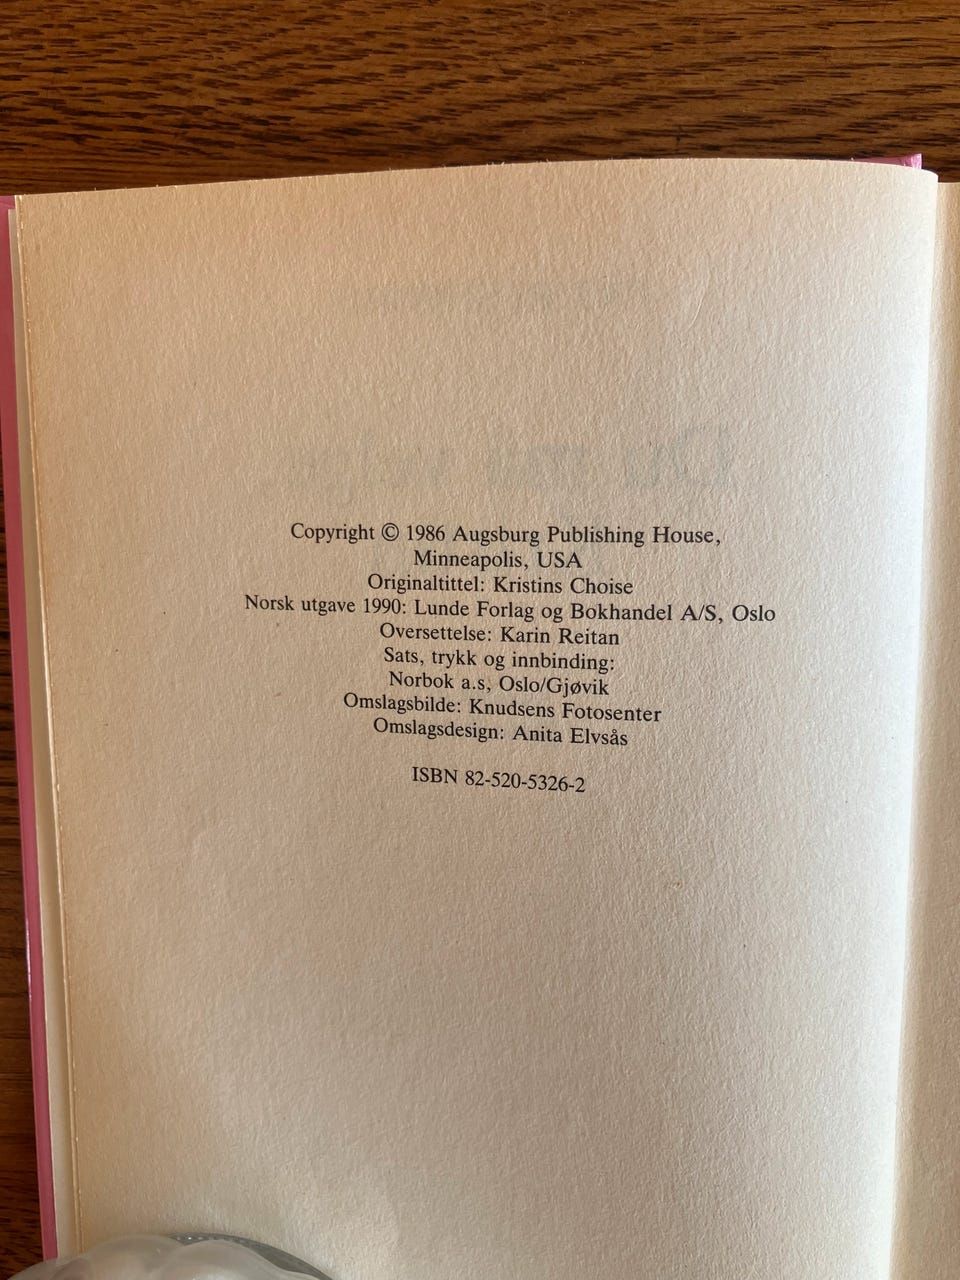 Copyright © 1986 Augsburg Publishing House,
Minneapolis, USA
Originaltittel: Kristins Choise
Norsk utgave 1990: Lunde Forlag og Bokhandel A/S, Oslo
Oversettelse: Karin Reitan
Sats, trykk og innbinding:
Norbok a.s, Oslo/Gjøvik
Omslagsbilde: Knudsens Fotosenter
Omslagsdesign: Anita Elvsås
ISBN 82-520-5326-2